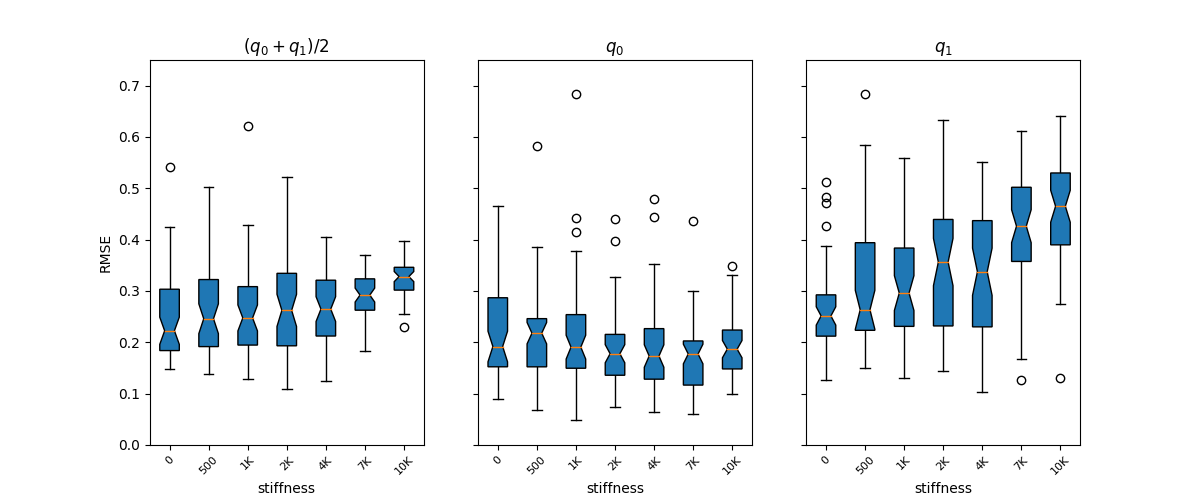 (q₀ + q₁)/2
q₀
q₁
RMSE
0.7
0.6
0.5
0.4
0.3
0.2
0.1
0.0
0 500 1K 2K 4K 7K 10K
0 500 1K 2K 4K 7K 10K
0 500 1K 2K 4K 7K 10K
stiffness
stiffness
stiffness